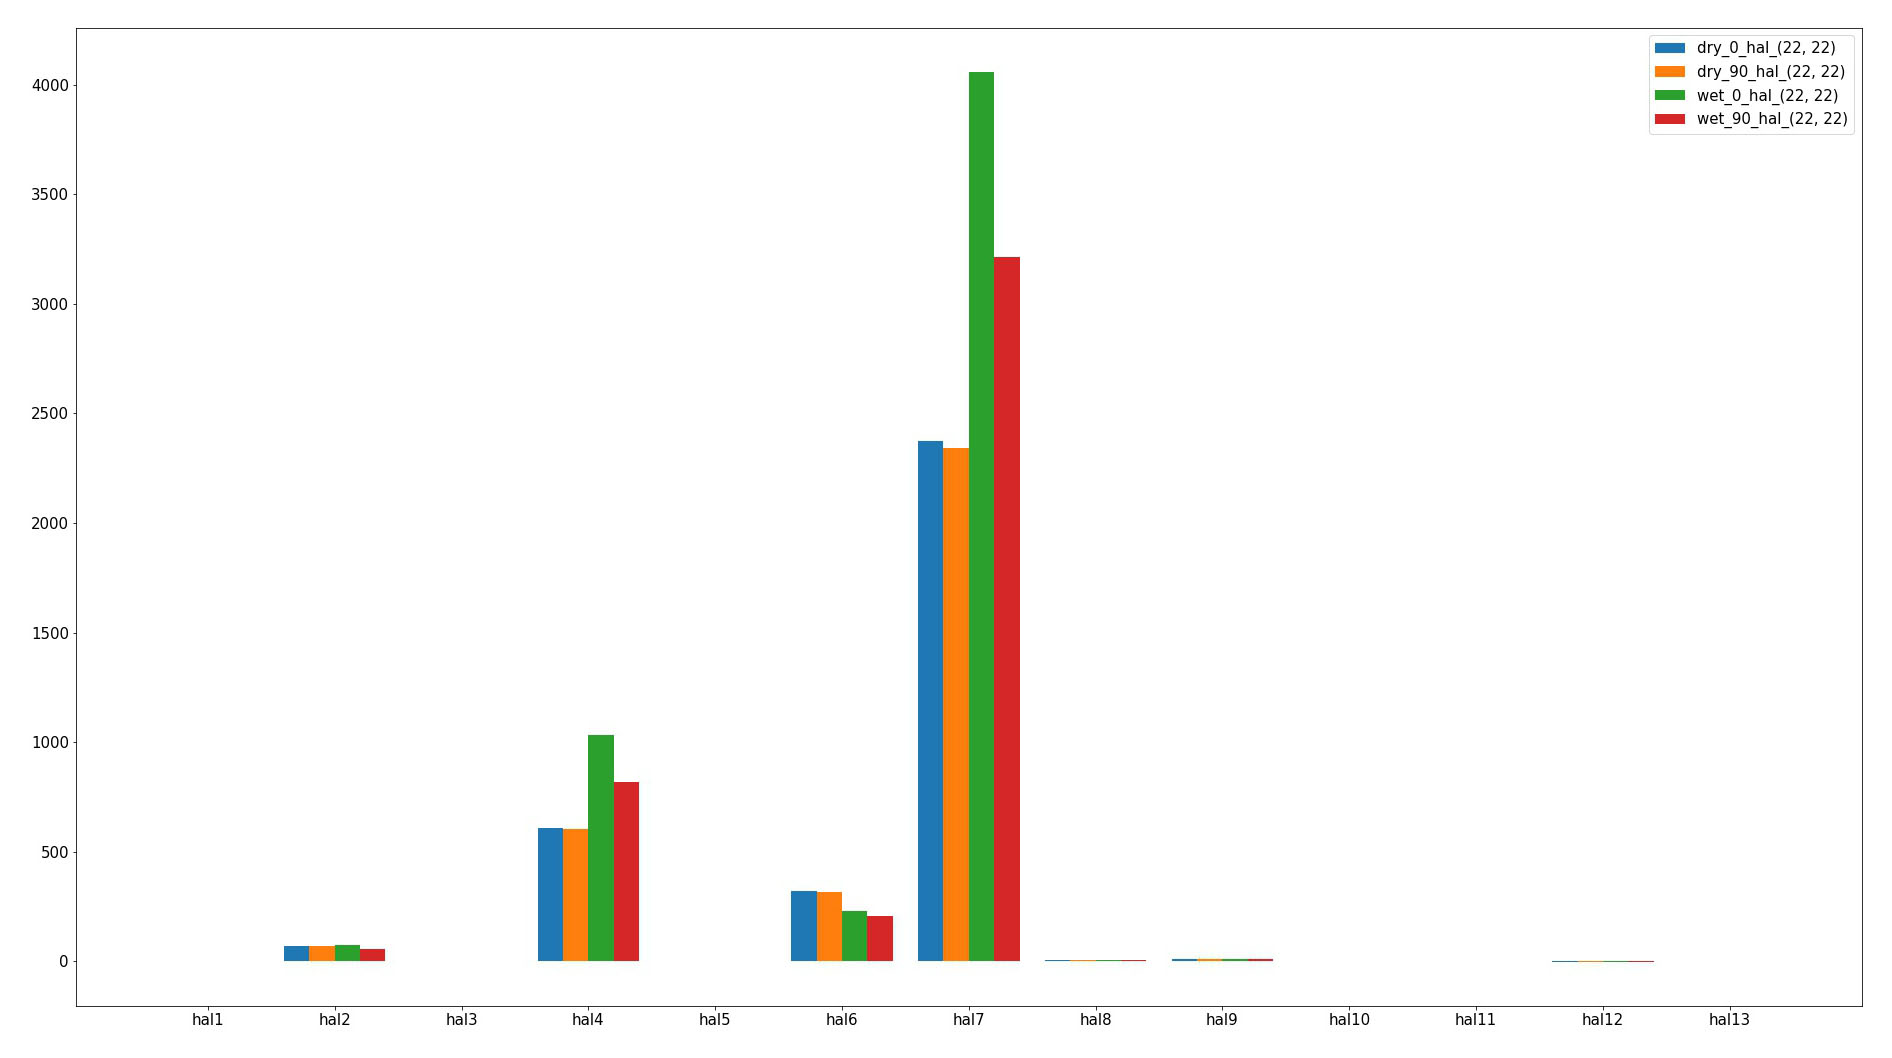 dry_0_hal_(22, 22)
dry_90_hal_(22, 22)
wet_0_hal_(22, 22)
wet_90_hal_(22, 22)
4000
3500
3000
2500
2000
1500
1000
500
0
hal1 hal2 hal3 hal4 hal5 hal6 hal7 hal8 hal9 hal10 hal11 hal12 hal13